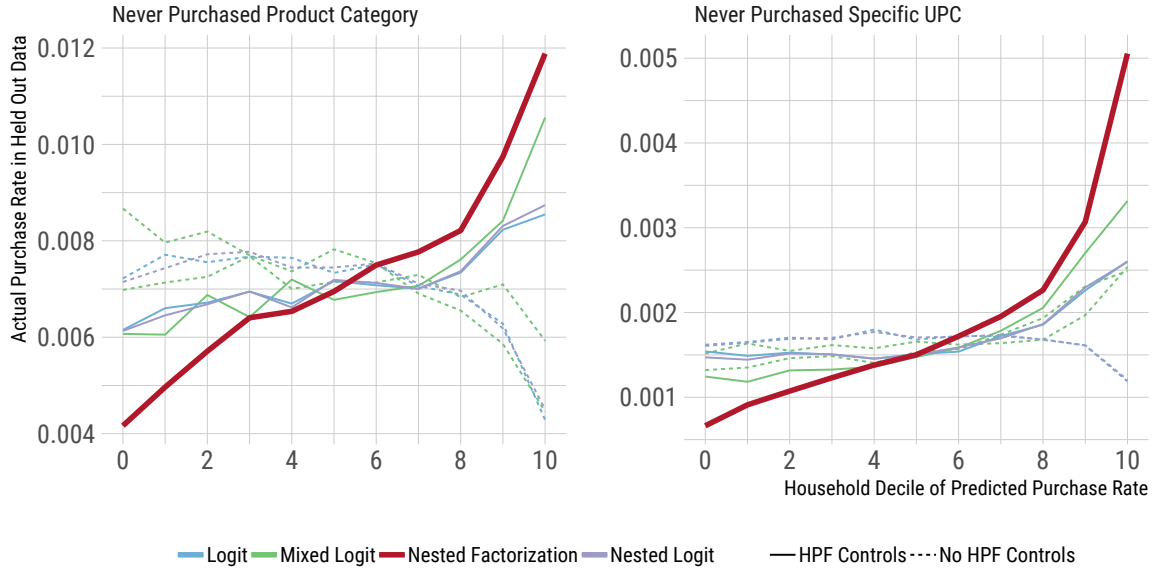 Never Purchased Product Category
Never Purchased Specific UPC
Actual Purchase Rate in Held Out Data
0.012
0.010
0.008
0.006
0.004
0 2 4 6 8 10
0.005
0.004
0.003
0.002
0.001
0 2 4 6 8 10
Household Decile of Predicted Purchase Rate
Logit Mixed Logit Nested Factorization Nested Logit HPF Controls No HPF Controls